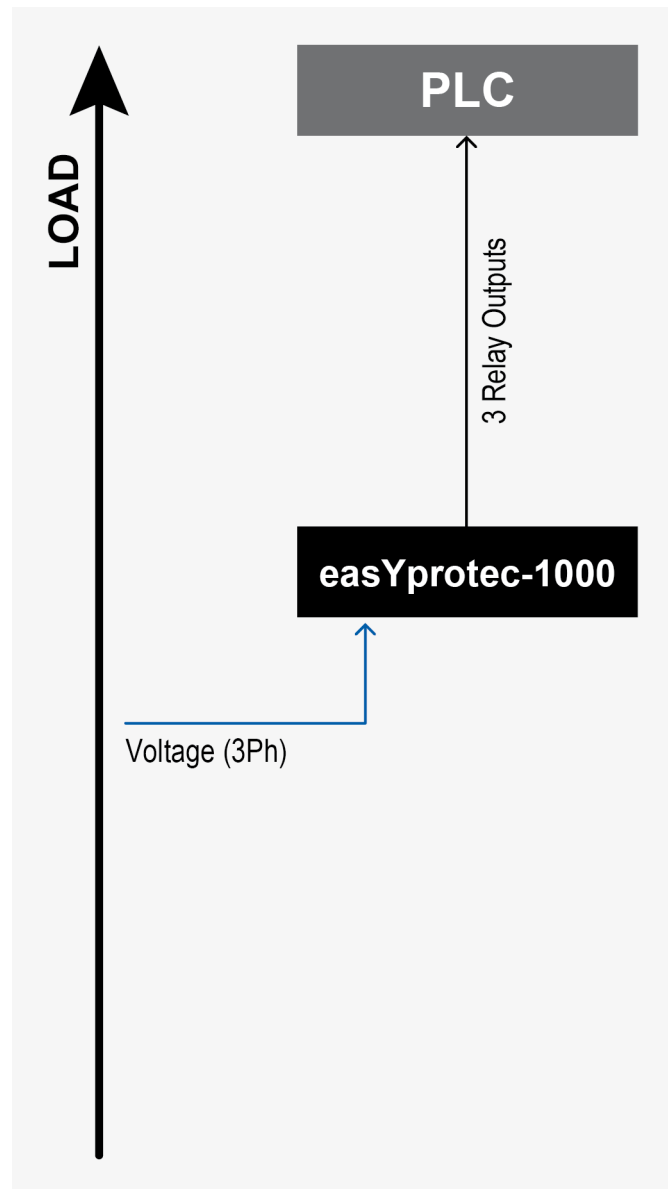 PLC
LOAD
3 Relay Outputs
easYprotec-1000
Voltage (3Ph)